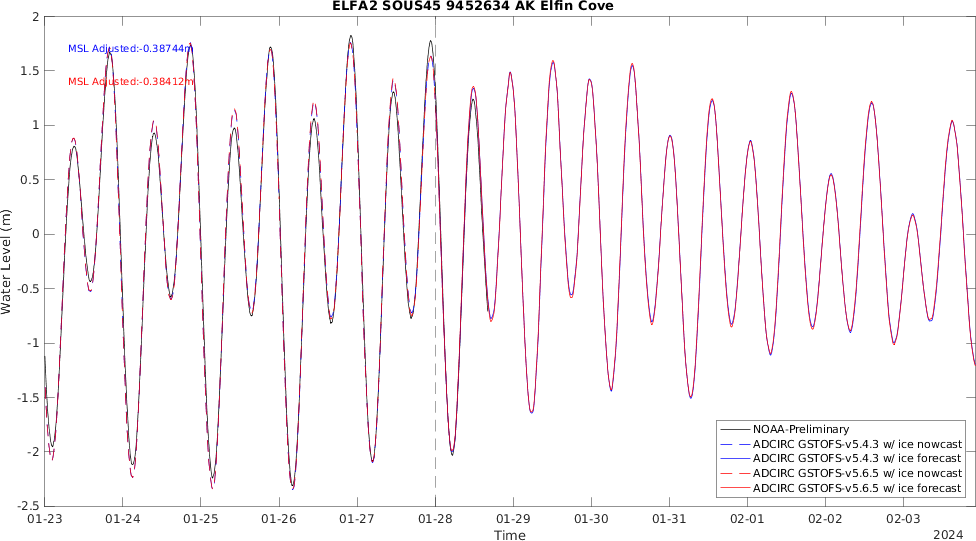 ELFA2 SOUS45 9452634 AK Elfin Cove
MSL Adjusted:-0.38744m
MSL Adjusted:-0.38412m
Water Level (m)
2
1.5
1
0.5
0
-0.5
-1
-1.5
-2
-2.5
NOAA-Preliminary
ADCIRC GSTOFS-v5.4.3 w/ ice nowcast
ADCIRC GSTOFS-v5.4.3 w/ ice forecast
ADCIRC GSTOFS-v5.6.5 w/ ice nowcast
ADCIRC GSTOFS-v5.6.5 w/ ice forecast
01-23 01-24 01-25 01-26 01-27 01-28 01-29 01-30 01-31 02-01 02-02 02-03
Time
2024